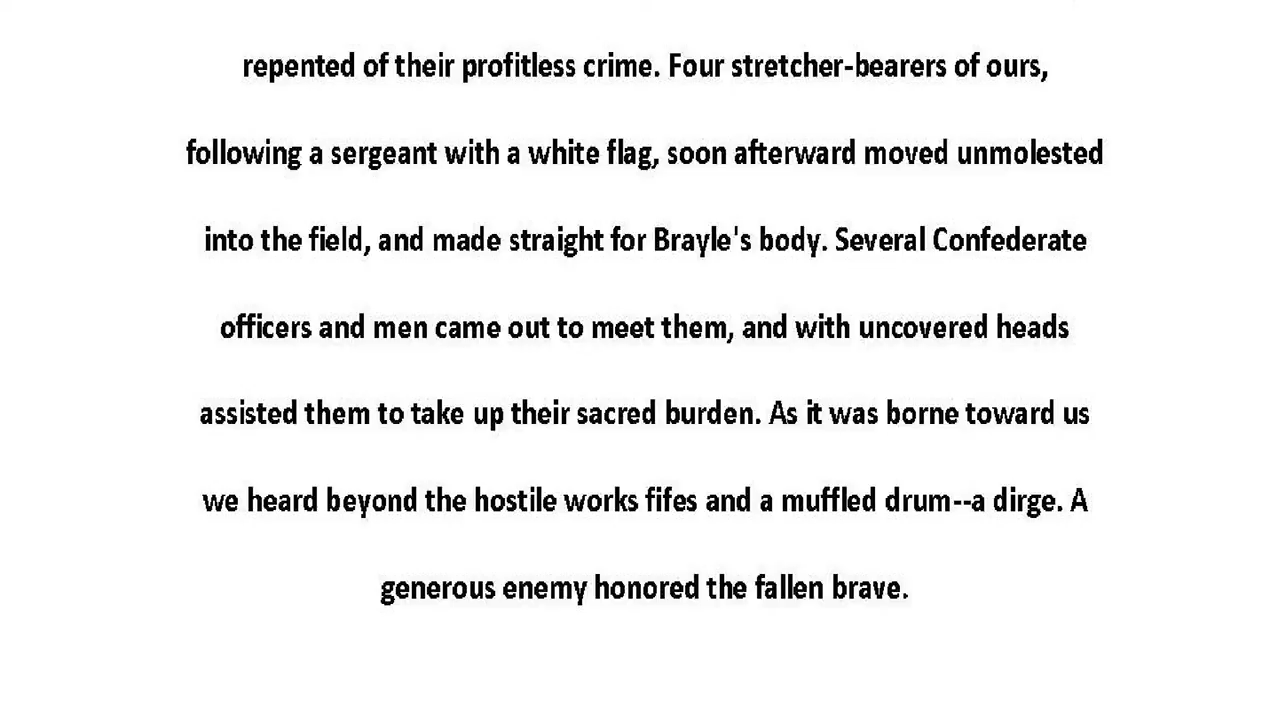 repented of their profitless crime. Four stretcher-bearers of ours,
following a sergeant with a white flag, soon afterward moved unmolested
into the field, and made straight for Brayle's body. Several Confederate
officers and men came out to meet them, and with uncovered heads
assisted them to take up their sacred burden. As it was borne toward us
we heard beyond the hostile works fifes and a muffled drum--a dirge. A
generous enemy honored the fallen brave.